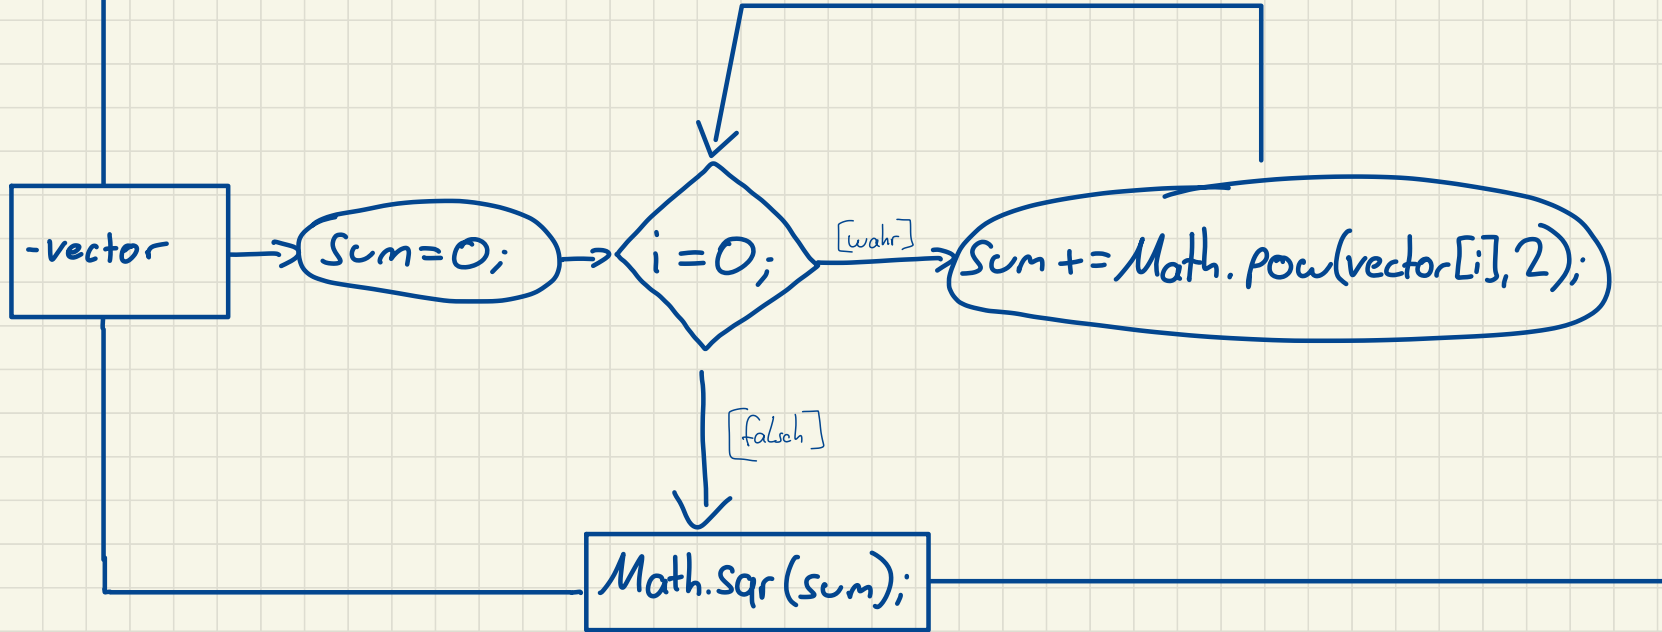 -vector
Sum=0;
i=0;
[wahr]
Sum+=Math.pow(vector[i],2);
[falsch]
Math.sqr(sum);